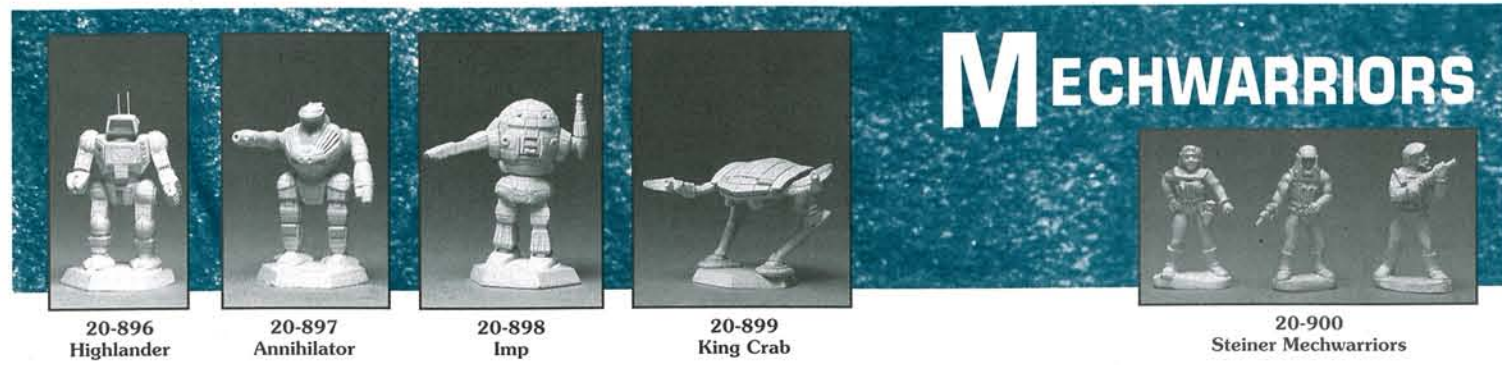 MECHWARRIORS
20-896
Highlander
20-897
Annihilator
20-898
Imp
20-899
King Crab
20-900
Steiner Mechwarriors